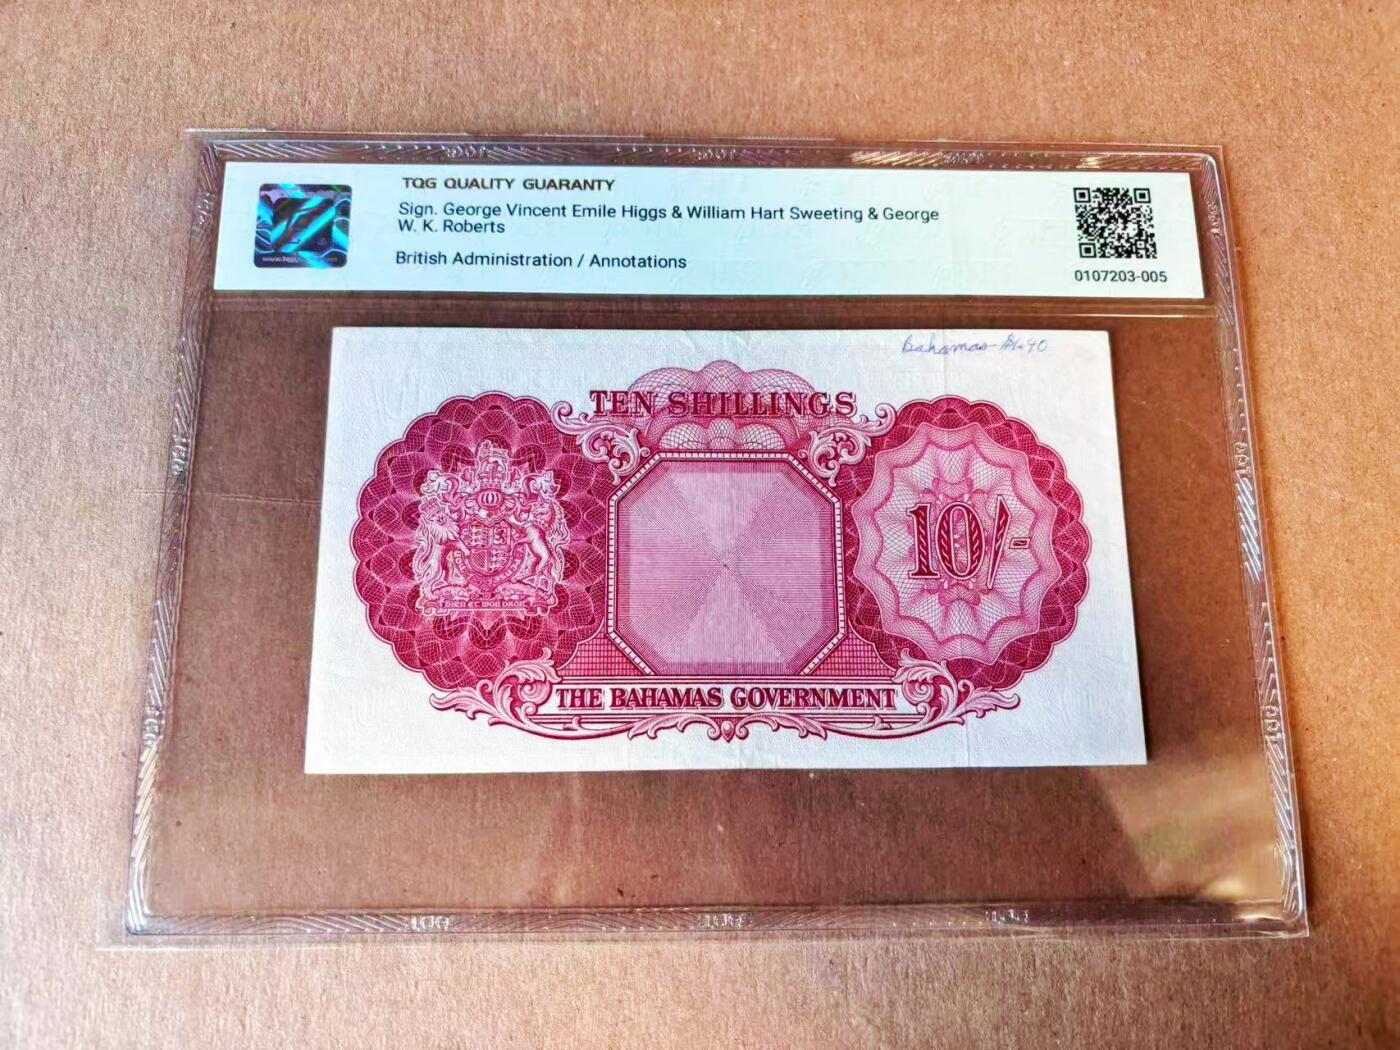 TQG QUALITY GUARANTY
Sign. George Vincent Emile Higgs & William Hart Sweeting & George
W. K. Roberts
British Administration / Annotations
0107203-005
Bahamas
TEN SHILLINGS
10/-
DIEU ET MON DROIT
THE BAHAMAS GOVERNMENT